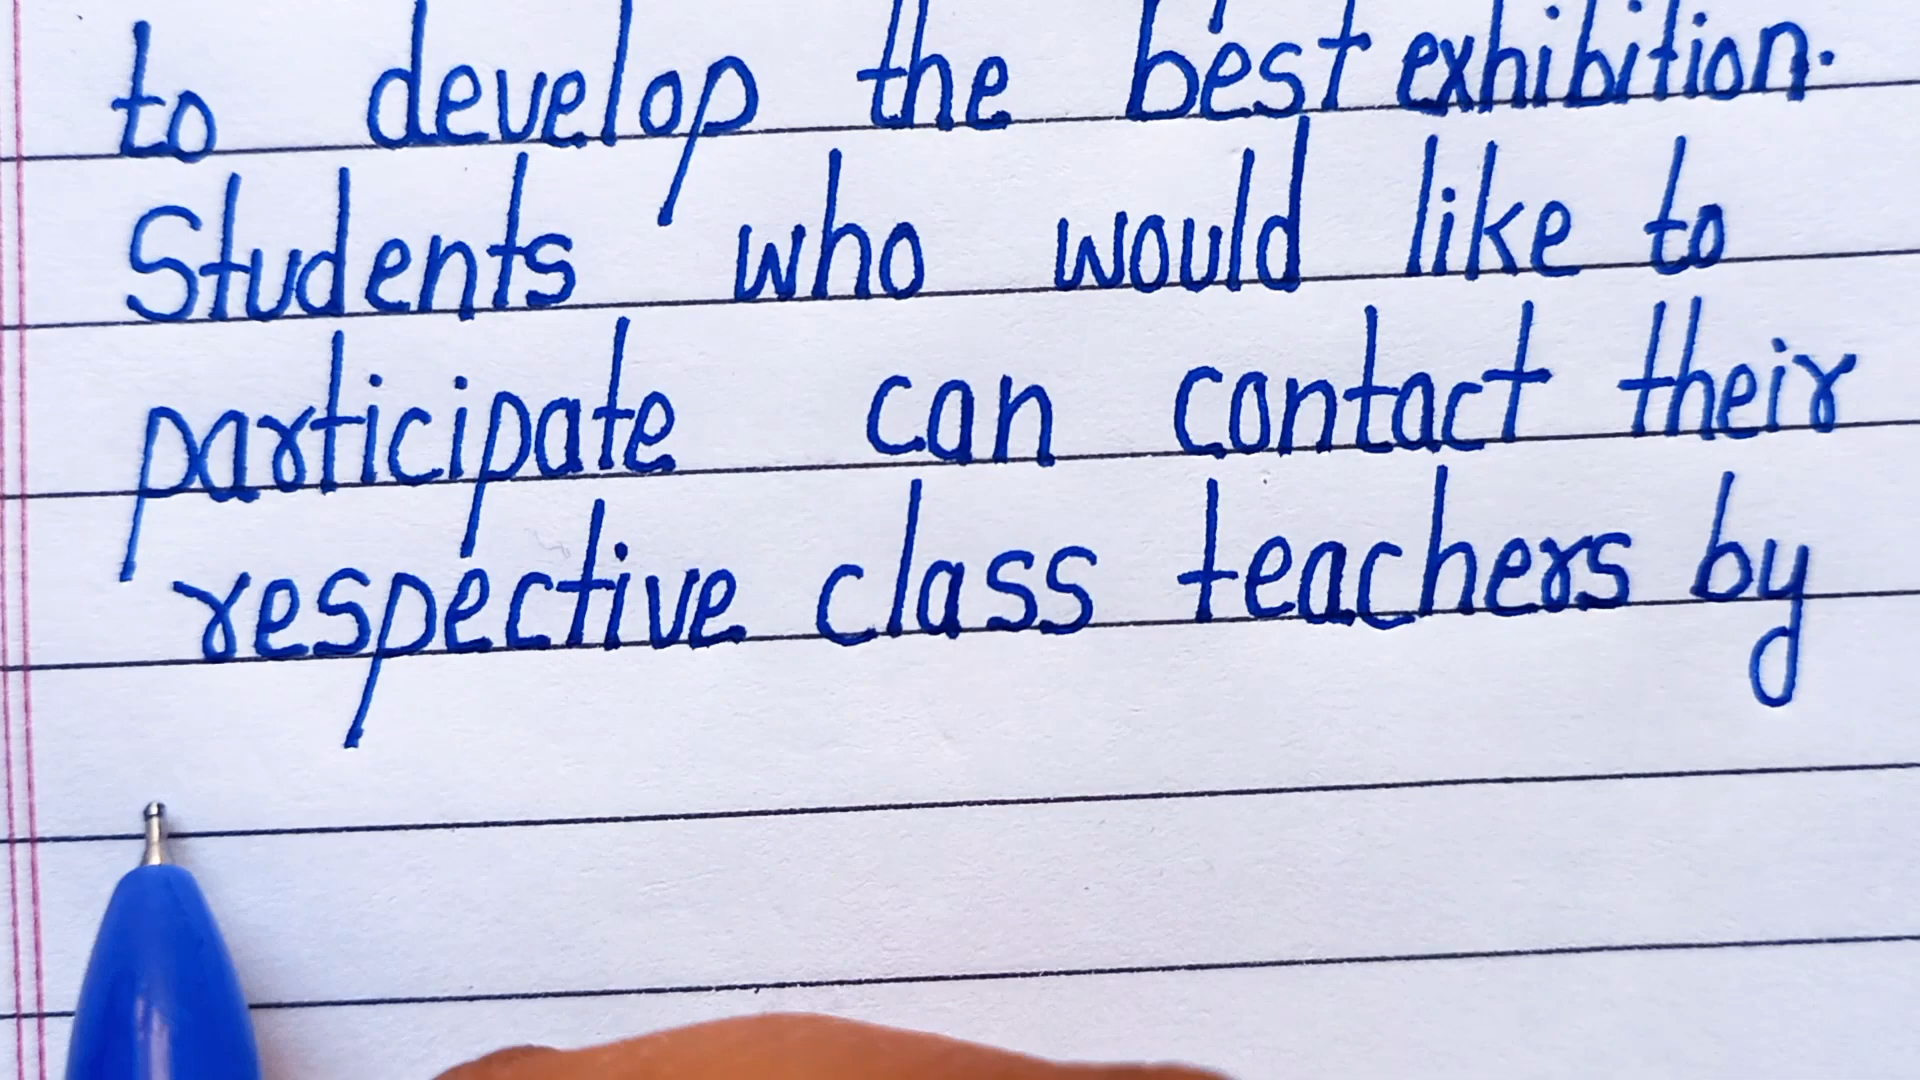 to develop the best exhibition.
Students who would like to
participate can contact their
respective class teachers by